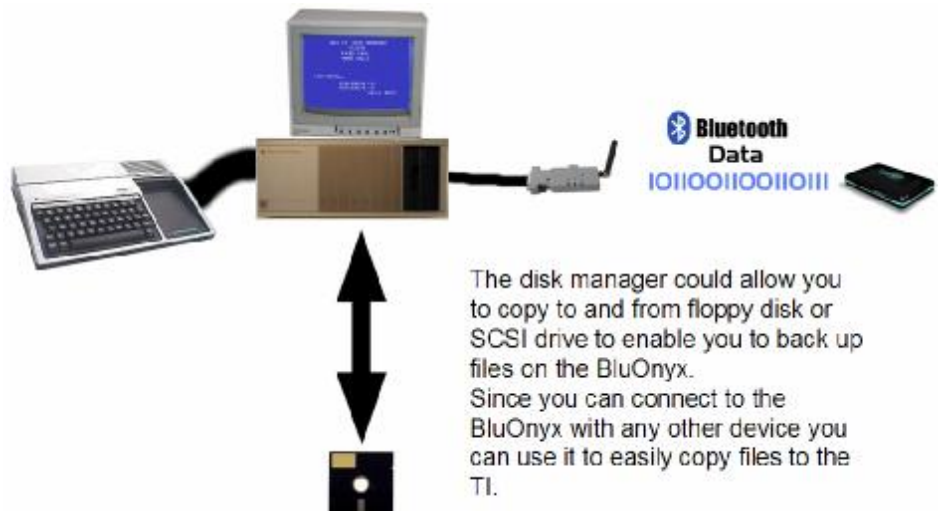 Bluetooth
Data
IOIIOOIIOOIIOIII
The disk manager could allow you
to copy to and from floppy disk or
SCSI drive to enable you to back up
files on the BluOnyx.
Since you can connect to the
BluOnyx with any other device you
can use it to easily copy files to the
TI.